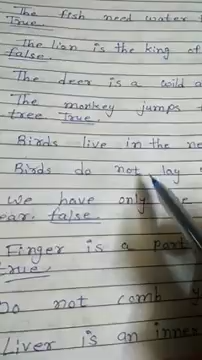 The fish need water t
True.
The lion is the king of
false.
The deer is a wild a
The monkey jumps
tree True.
Birds live in the ne
Birds do not lay
we have only
ear. false.
Finger is a part
true.
Do not comb y
Liver is an inner